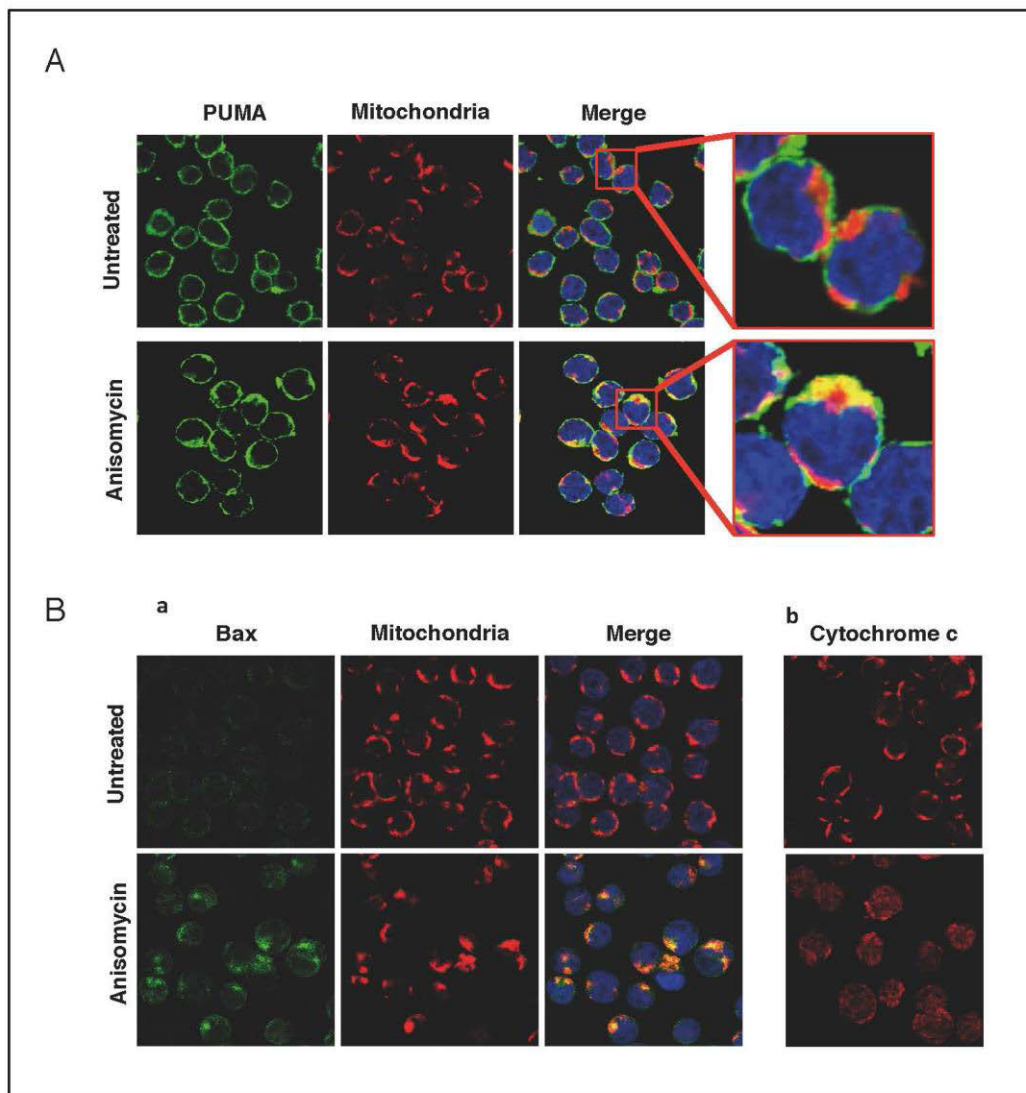 A
PUMA Mitochondria Merge
Untreated
Anisomycin
B
a
Bax Mitochondria Merge
b
Cytochrome c
Untreated
Anisomycin